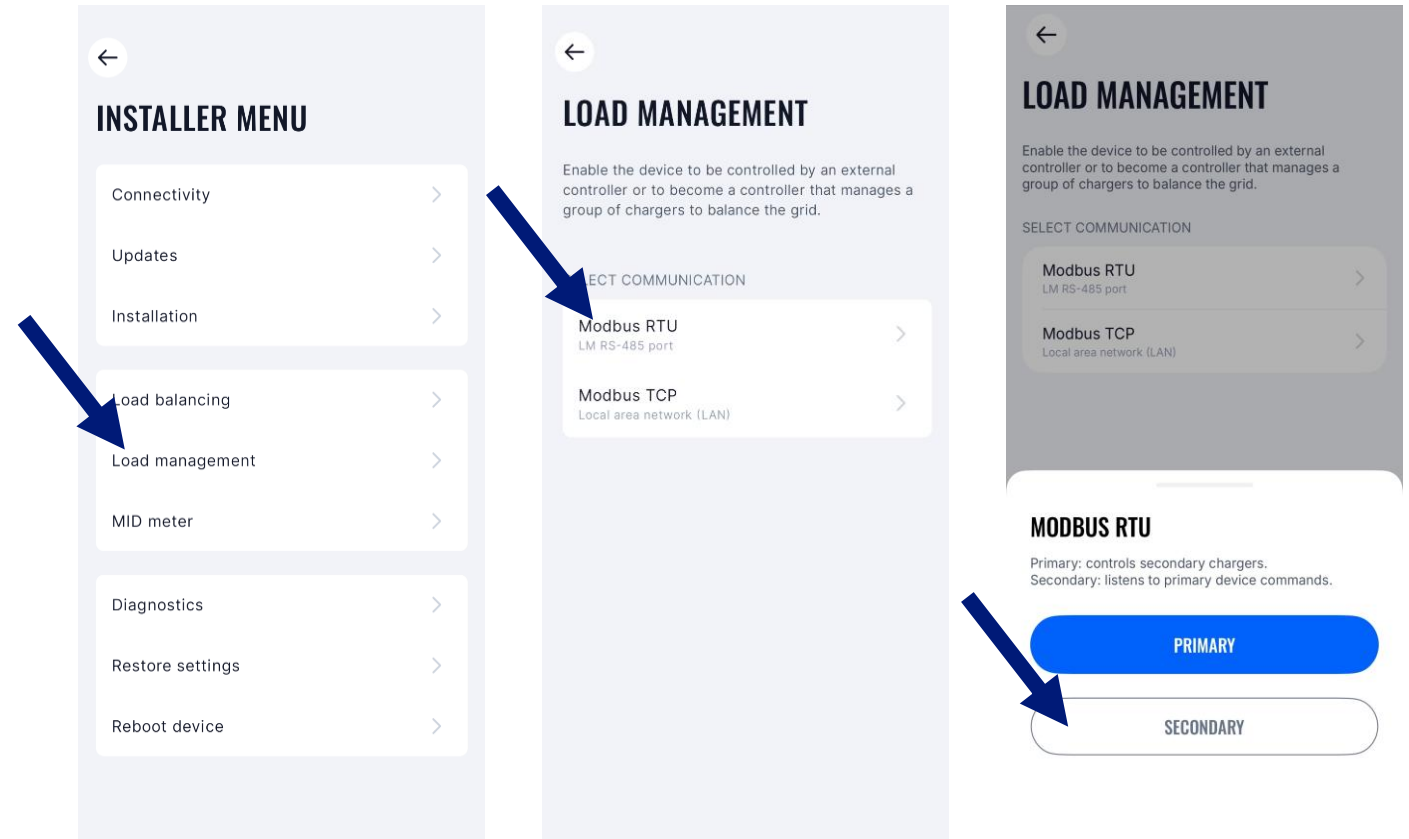 INSTALLER MENU
Connectivity
Updates
Installation
Load balancing
Load management
MID meter
Diagnostics
Restore settings
Reboot device
LOAD MANAGEMENT
Enable the device to be controlled by an external
controller or to become a controller that manages a
group of chargers to balance the grid.
ECT COMMUNICATION
Modbus RTU
LM RS-485 port
Modbus TCP
Local area network (LAN)
LOAD MANAGEMENT
Enable the device to be controlled by an external
controller or to become a controller that manages a
group of chargers to balance the grid.
SELECT COMMUNICATION
Modbus RTU
LM RS-485 port
Modbus TCP
Local area network (LAN)
MODBUS RTU
Primary: controls secondary chargers.
Secondary: listens to primary device commands.
PRIMARY
SECONDARY